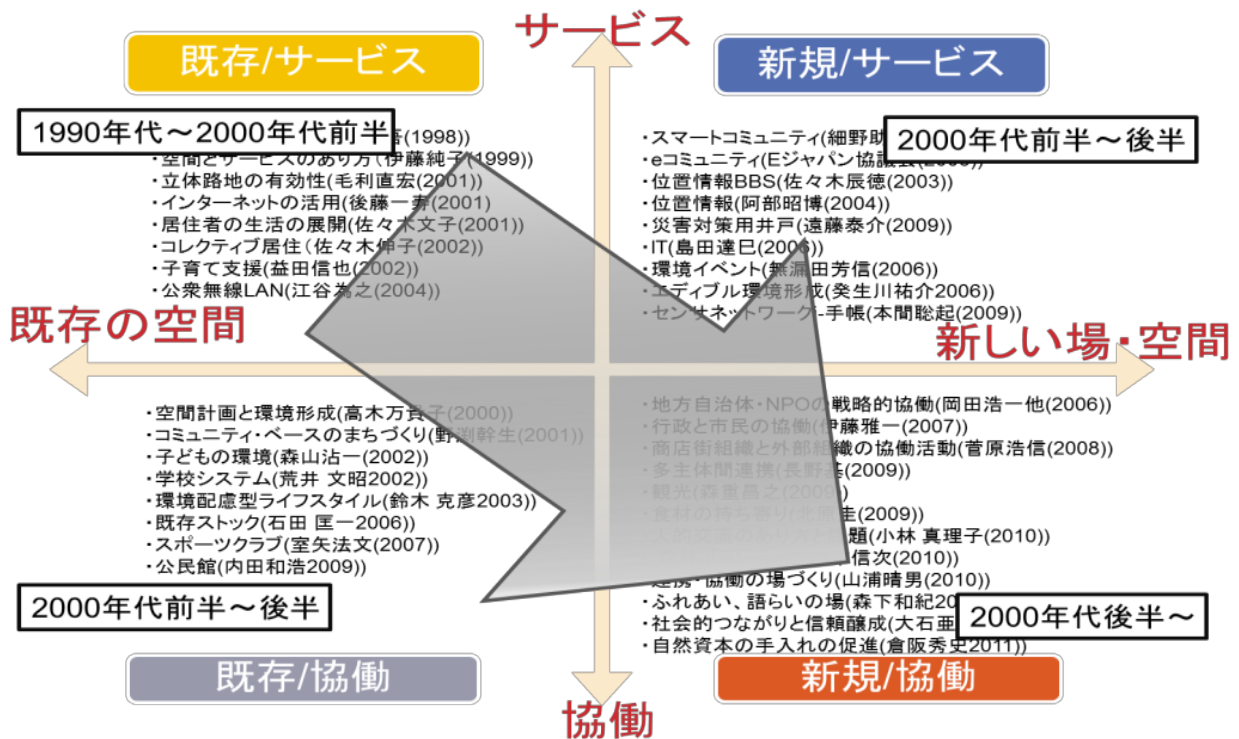 サービス
既存/サービス
新規/サービス
1990年代～2000年代前半
(1998))
・空間とサービスのあり方(伊藤純子(1999))
・立体路地の有効性(毛利直宏(2001))
・インターネットの活用(後藤一寿(2001)
・居住者の生活の展開(佐々木文子(2001))
・コレクティブ居住(佐々木伸子(2002))
・子育て支援(益田信也(2002))
・公衆無線LAN(江谷為之(2004))
2000年代前半～後半
・スマートコミュニティ(細野助
・eコミュニティ(Eジャパン協議会
・位置情報BBS(佐々木辰徳(2003))
・位置情報(阿部昭博(2004))
・災害対策用井戸(遠藤泰介(2009))
・IT(島田達巳(2006))
・環境イベント(無漏田芳信(2006))
・エディブル環境形成(発生川祐介2006))
・センサネットワーク-手帳(本間聡起(2009))
既存の空間
新しい場・空間
・空間計画と環境形成(高木万貴子(2000))
・コミュニティ・ベースのまちづくり(野渕幹生(2001))
・子どもの環境(森山沾一(2002))
・学校システム(荒井 文昭2002))
・環境配慮型ライフスタイル(鈴木 克彦2003))
・既存ストック(石田 匡一2006))
・スポーツクラブ(室矢法文(2007))
・公民館(内田和浩2009))
2000年代前半～後半
・地方自治体・NPOの戦略的協働(岡田浩一他(2006))
・行政と市民の協働(伊藤雅一(2007))
・商店街組織と外部組織の協働活動(菅原浩信(2008))
・多主体間連携(長野基(2009))
・観光(森重昌之(2009))
・食材の持ち寄り(北原圭(2009))
題(小林 真理子(2010))
信次(2010))
・連携・協働の場づくり(山浦晴男(2010))
・ふれあい、語らいの場(森下和紀20
・社会的つながりと信頼醸成(大石亜
・自然資本の手入れの促進(倉阪秀史2011))
2000年代後半～
既存/協働
新規/協働
協働